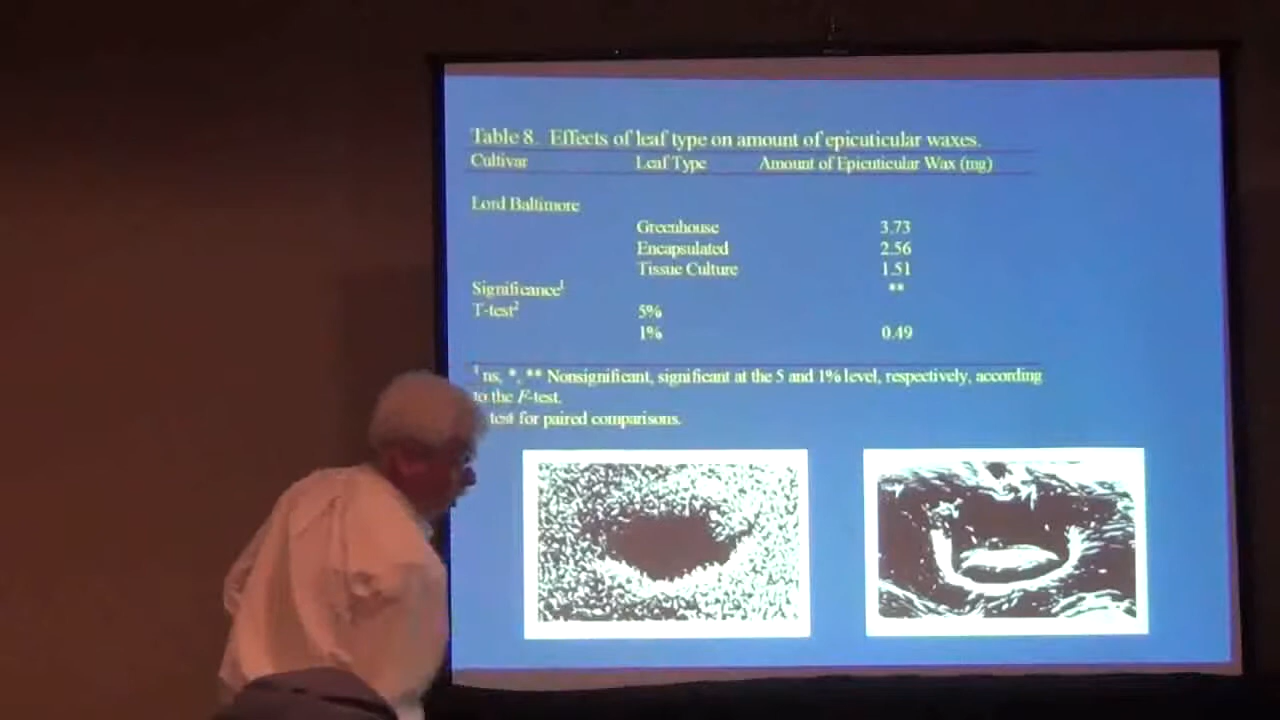 Table 8. Effects of leaf type on amount of epicuticular waxes.
Cultivar Leaf Type Amount of Epicuticular Wax (mg)
Lord Baltimore
Greenhouse 3.73
Encapsulated 2.56
Tissue Culture 1.51
Significance¹ **
T-test² 5%
1% 0.49
¹ ns, *, ** Nonsignificant, significant at the 5 and 1% level, respectively, according
to the F-test.
test for paired comparisons.